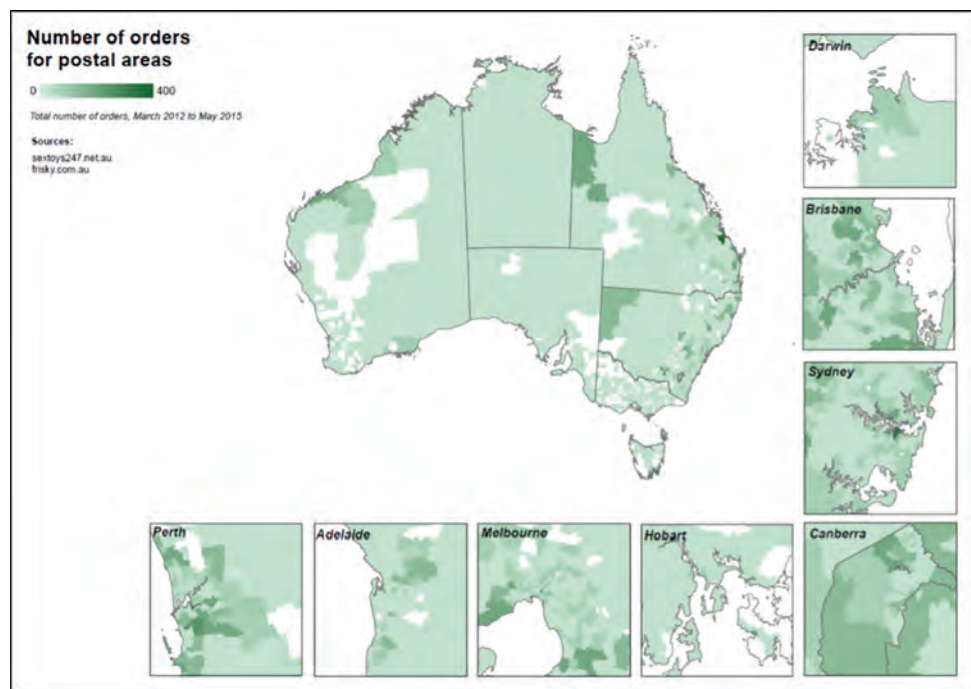 Number of orders
for postal areas
0 400
Total number of orders, March 2012 to May 2015
Sources:
sextoys247.net.au
frisky.com.au
Darwin
Brisbane
Sydney
Perth
Adelaide
Melbourne
Hobart
Canberra